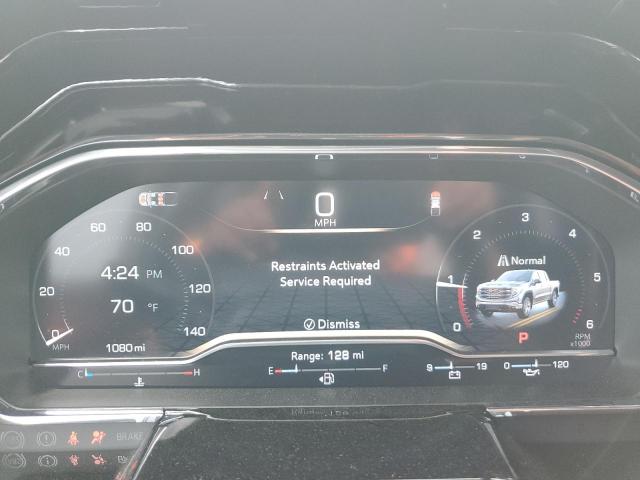 0
MPH
60 80
40 100
20 120
0 140
MPH
4:24 PM
70 °F
1080 mi
Restraints Activated
Service Required
Dismiss
Range: 128 mi
Normal
2 3 4
1 5
0 6
P
RPM
x1000
C H
E F
9 19
0 120
BRAKE